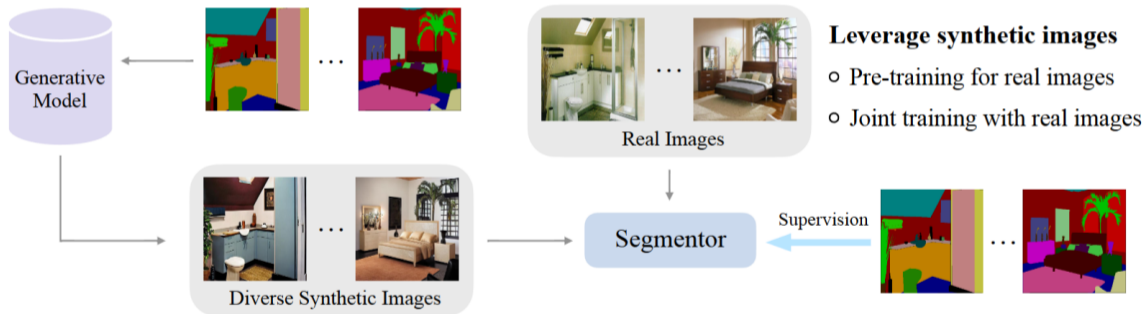 Generative
Model
...
...
Real Images
Leverage synthetic images
Pre-training for real images
Joint training with real images
...
Diverse Synthetic Images
Segmentor
Supervision
...